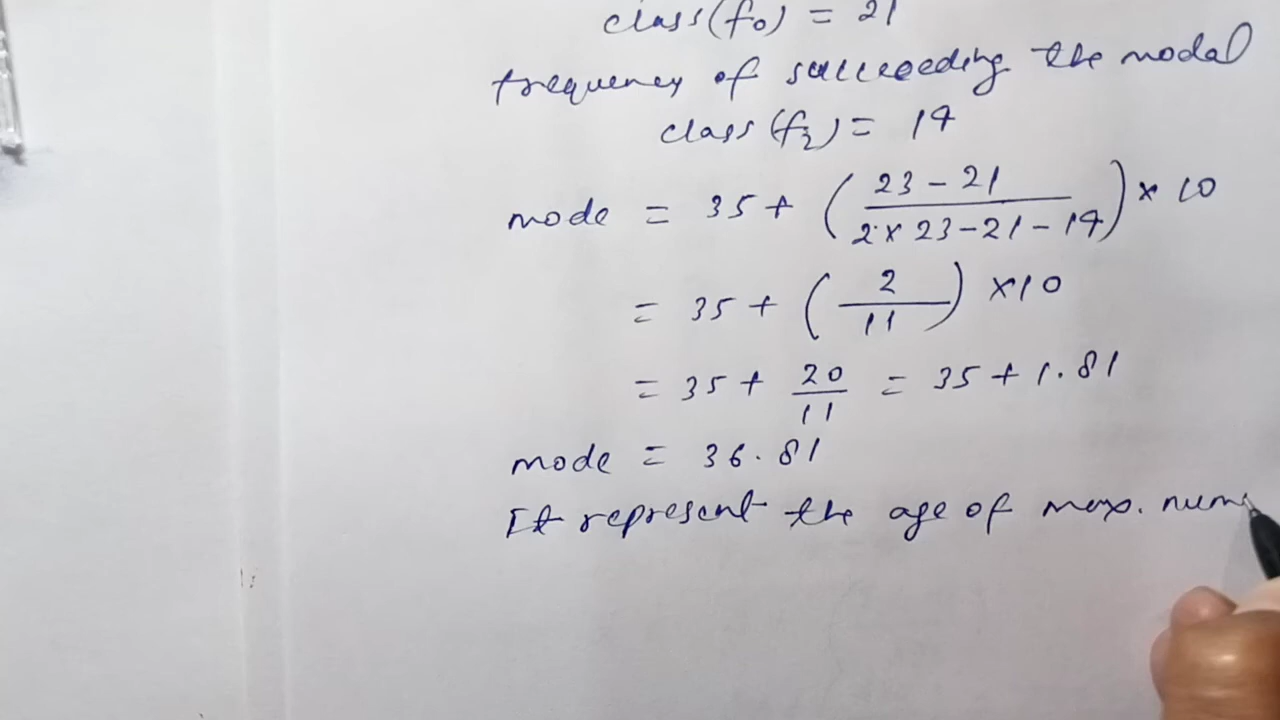 class (f₀) = 21
frequency of succeeding the modal
class (f₂) = 14
mode = 35 + ( 23 - 21 / 2 × 23 - 21 - 14 ) × 10
= 35 + ( 2 / 11 ) × 10
= 35 + 20 / 11 = 35 + 1.81
mode = 36.81
It represent the age of max. num